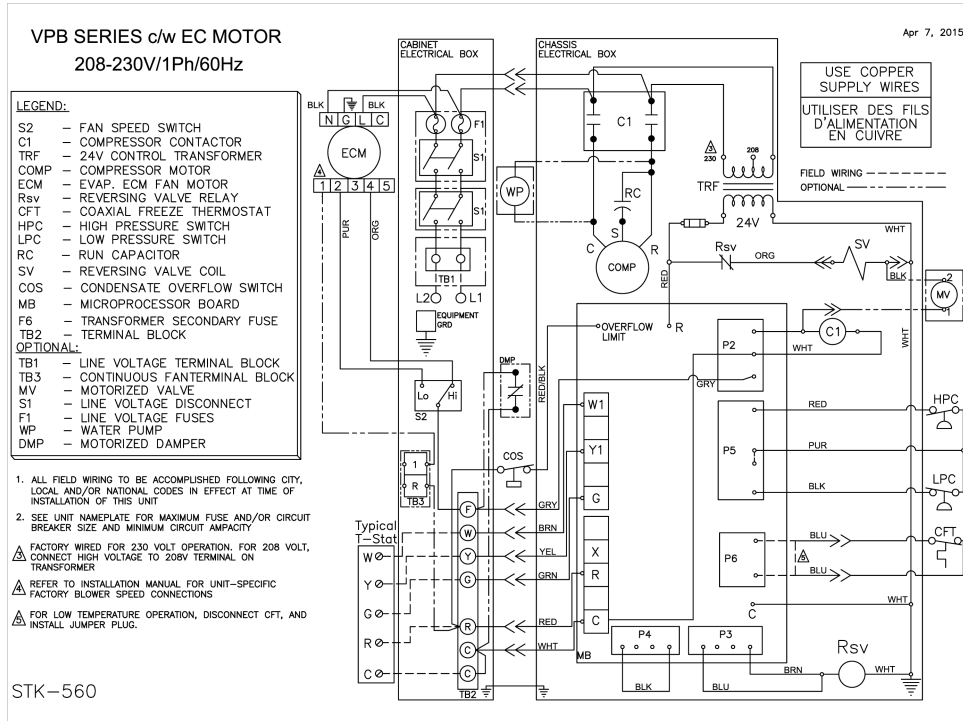 VPB SERIES c/w EC MOTOR
208-230V/1Ph/60Hz
Apr 7, 2015
LEGEND:
S2 – FAN SPEED SWITCH
C1 – COMPRESSOR CONTACTOR
TRF – 24V CONTROL TRANSFORMER
COMP – COMPRESSOR MOTOR
ECM – EVAP. ECM FAN MOTOR
Rsv – REVERSING VALVE RELAY
CFT – COAXIAL FREEZE THERMOSTAT
HPC – HIGH PRESSURE SWITCH
LPC – LOW PRESSURE SWITCH
RC – RUN CAPACITOR
SV – REVERSING VALVE COIL
COS – CONDENSATE OVERFLOW SWITCH
MB – MICROPROCESSOR BOARD
F6 – TRANSFORMER SECONDARY FUSE
TB2 – TERMINAL BLOCK
OPTIONAL:
TB1 – LINE VOLTAGE TERMINAL BLOCK
TB3 – CONTINUOUS FANTERMINAL BLOCK
MV – MOTORIZED VALVE
S1 – LINE VOLTAGE DISCONNECT
F1 – LINE VOLTAGE FUSES
WP – WATER PUMP
DMP – MOTORIZED DAMPER
1. ALL FIELD WIRING TO BE ACCOMPLISHED FOLLOWING CITY,
LOCAL AND/OR NATIONAL CODES IN EFFECT AT TIME OF
INSTALLATION OF THIS UNIT
2. SEE UNIT NAMEPLATE FOR MAXIMUM FUSE AND/OR CIRCUIT
BREAKER SIZE AND MINIMUM CIRCUIT AMPACITY
3 FACTORY WIRED FOR 230 VOLT OPERATION. FOR 208 VOLT,
CONNECT HIGH VOLTAGE TO 208V TERMINAL ON
TRANSFORMER
4 REFER TO INSTALLATION MANUAL FOR UNIT-SPECIFIC
FACTORY BLOWER SPEED CONNECTIONS
5 FOR LOW TEMPERATURE OPERATION, DISCONNECT CFT, AND
INSTALL JUMPER PLUG.
STK-560
CABINET
ELECTRICAL BOX
CHASSIS
ELECTRICAL BOX
USE COPPER
SUPPLY WIRES
UTILISER DES FILS
D'ALIMENTATION
EN CUIVRE
FIELD WIRING
OPTIONAL
BLK
BLK
N G L C
ECM
4
1 2 3 4 5
PUR
ORG
F1
S1
S1
TB1
L2
L1
EQUIPMENT
GRD
WP
C1
RC
S
C
R
COMP
3
230
208
TRF
24V
WHT
Rsv
ORG
SV
BLK
2
MV
1
RED
WHT
OVERFLOW
LIMIT
R
P2
C1
WHT
GRY
DMP
RED/BLK
Lo
Hi
S2
W1
Y1
G
X
R
C
P5
RED
PUR
BLK
HPC
LPC
CFT
COS
1
R
TB3
F
W
Y
G
R
C
C
TB2
GRY
BRN
YEL
GRN
RED
WHT
Typical
T-Stat
W
Y
G
R
C
P6
BLU
5
BLU
WHT
C
P4
P3
MB
BLK
BLU
BRN
Rsv
WHT